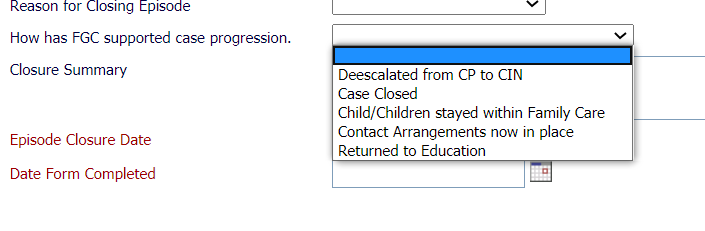 Reason for Closing Episode
How has FGC supported case progression.
Closure Summary
Deescalated from CP to CIN
Case Closed
Child/Children stayed within Family Care
Contact Arrangements now in place
Returned to Education
Episode Closure Date
Date Form Completed